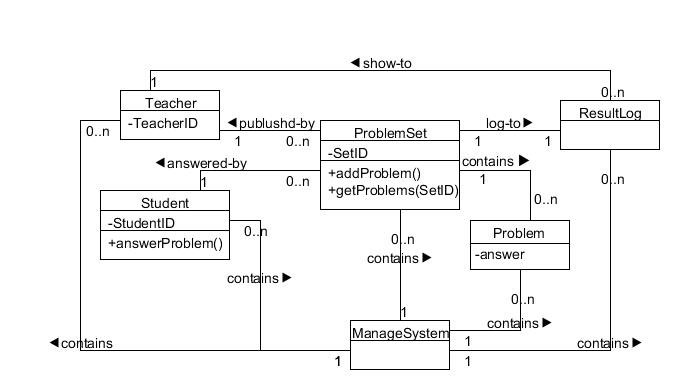 ◀ show-to
1
0..n
Teacher
-TeacherID
0..n
◀ publushd-by
1
0..n
ProblemSet
-SetID
+addProblem()
+getProblems(SetID)
log-to ▶
1
1
ResultLog
◀ answered-by
1
0..n
contains ▶
1
0..n
0..n
Student
-StudentID
+answerProblem()
0..n
Problem
-answer
0..n
contains ▶
contains ▶
0..n
1
contains ▶
◀ contains
ManageSystem
1
contains ▶
1
1